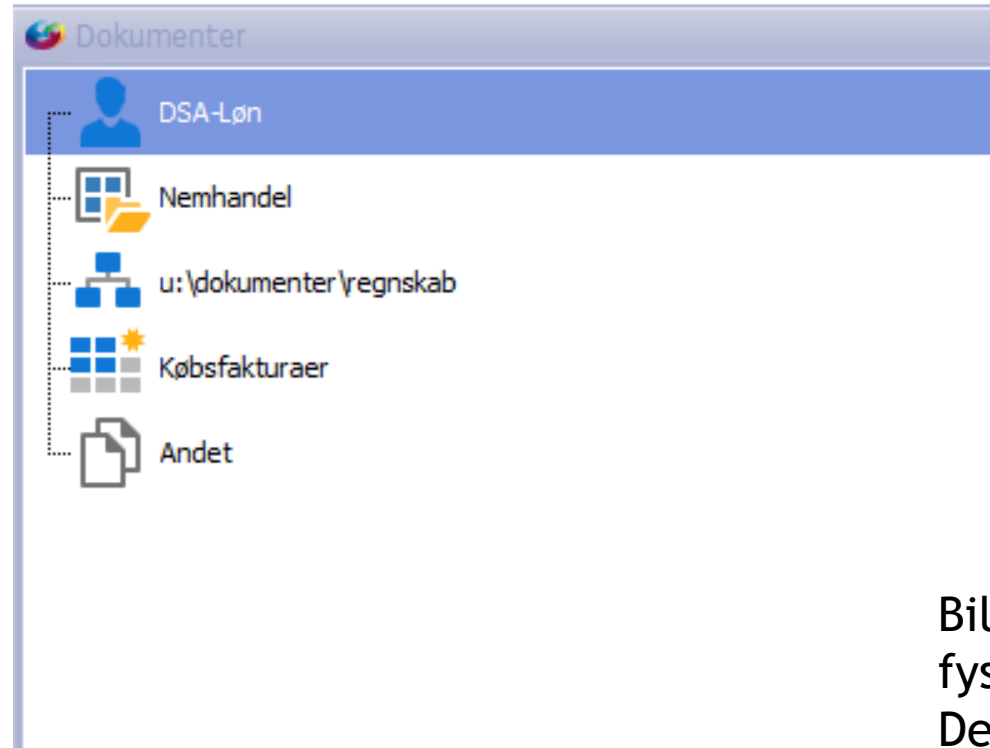 Dokumenter
DSA-Løn
Nemhandel
u:\dokumenter\regnskab
Købsfakturaer
Andet